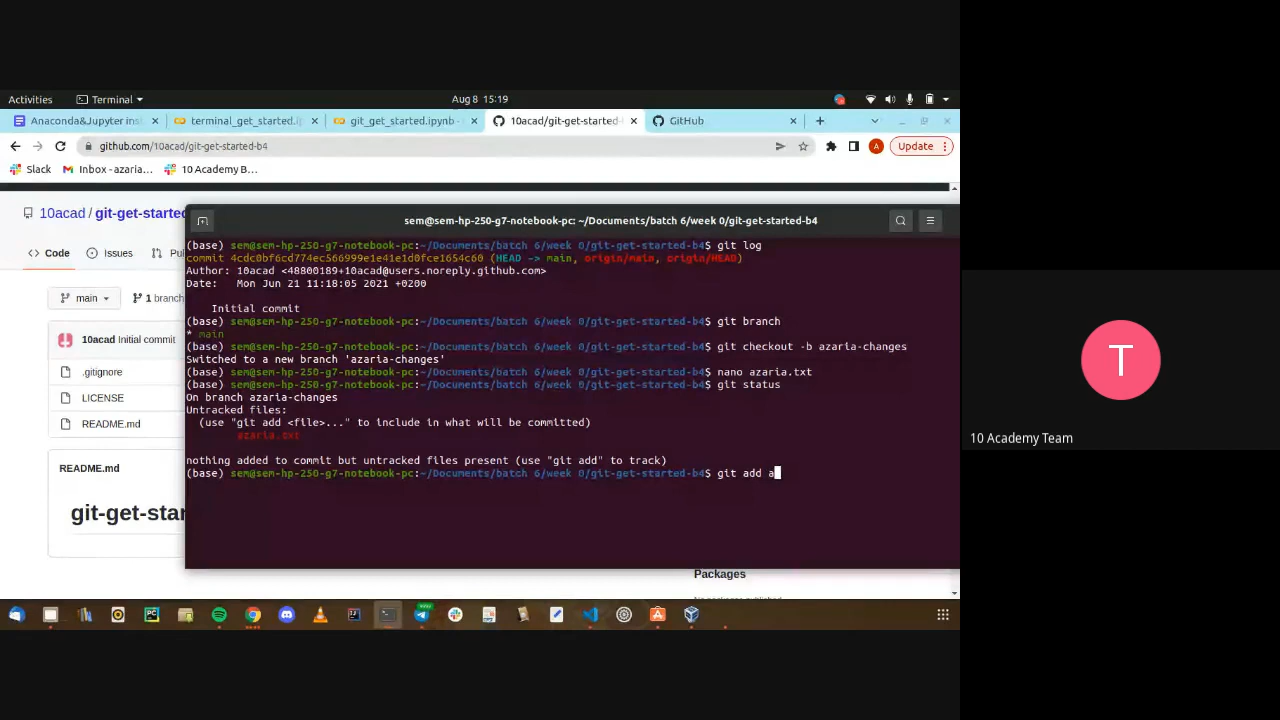 Activities
Terminal
Aug 8 15:19
Anaconda&Jupyter ins
terminal_get_started.i
git_get_started.ipynb -
10acad/git-get-started-
GitHub
github.com/10acad/git-get-started-b4
A
Update
Slack
Inbox - azaria...
10 Academy B...
10acad / git-get-starte
Code
Issues
Pul
main
1 branch
10acad Initial commit
.gitignore
LICENSE
README.md
README.md
git-get-star
sem@sem-hp-250-g7-notebook-pc: ~/Documents/batch 6/week 0/git-get-started-b4
(base) sem@sem-hp-250-g7-notebook-pc:~/Documents/batch 6/week 0/git-get-started-b4$ git log
commit 4cdc0bf6cd774ec566999e1e41e1d0fce1654c60 (HEAD -> main, origin/main, origin/HEAD)
Author: 10acad <48800189+10acad@users.noreply.github.com>
Date:   Mon Jun 21 11:18:05 2021 +0200
Initial commit
(base) sem@sem-hp-250-g7-notebook-pc:~/Documents/batch 6/week 0/git-get-started-b4$ git branch
* main
(base) sem@sem-hp-250-g7-notebook-pc:~/Documents/batch 6/week 0/git-get-started-b4$ git checkout -b azaria-changes
Switched to a new branch 'azaria-changes'
(base) sem@sem-hp-250-g7-notebook-pc:~/Documents/batch 6/week 0/git-get-started-b4$ nano azaria.txt
(base) sem@sem-hp-250-g7-notebook-pc:~/Documents/batch 6/week 0/git-get-started-b4$ git status
On branch azaria-changes
Untracked files:
(use "git add <file>..." to include in what will be committed)
azaria.txt
nothing added to commit but untracked files present (use "git add" to track)
(base) sem@sem-hp-250-g7-notebook-pc:~/Documents/batch 6/week 0/git-get-started-b4$ git add a
Packages
T
10 Academy Team